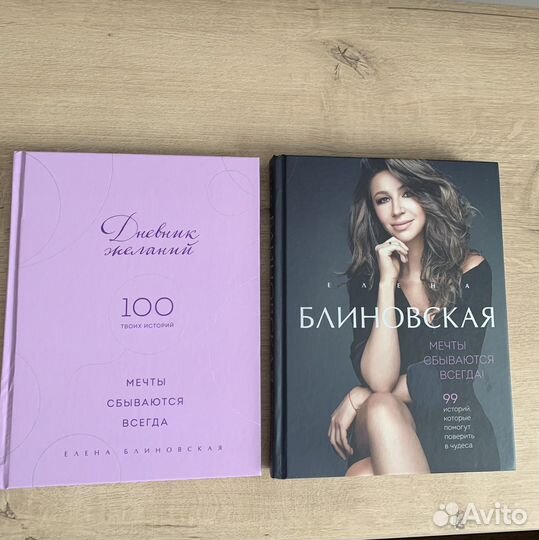 Дневник
желаний
100
ТВОИХ ИСТОРИЙ
МЕЧТЫ
СБЫВАЮТСЯ
ВСЕГДА
ЕЛЕНА БЛИНОВСКАЯ
ЕЛЕНА
БЛИНОВСКАЯ
МЕЧТЫ
СБЫВАЮТСЯ
ВСЕГДА!
99
историй,
которые
помогут
поверить
в чудеса
Avito